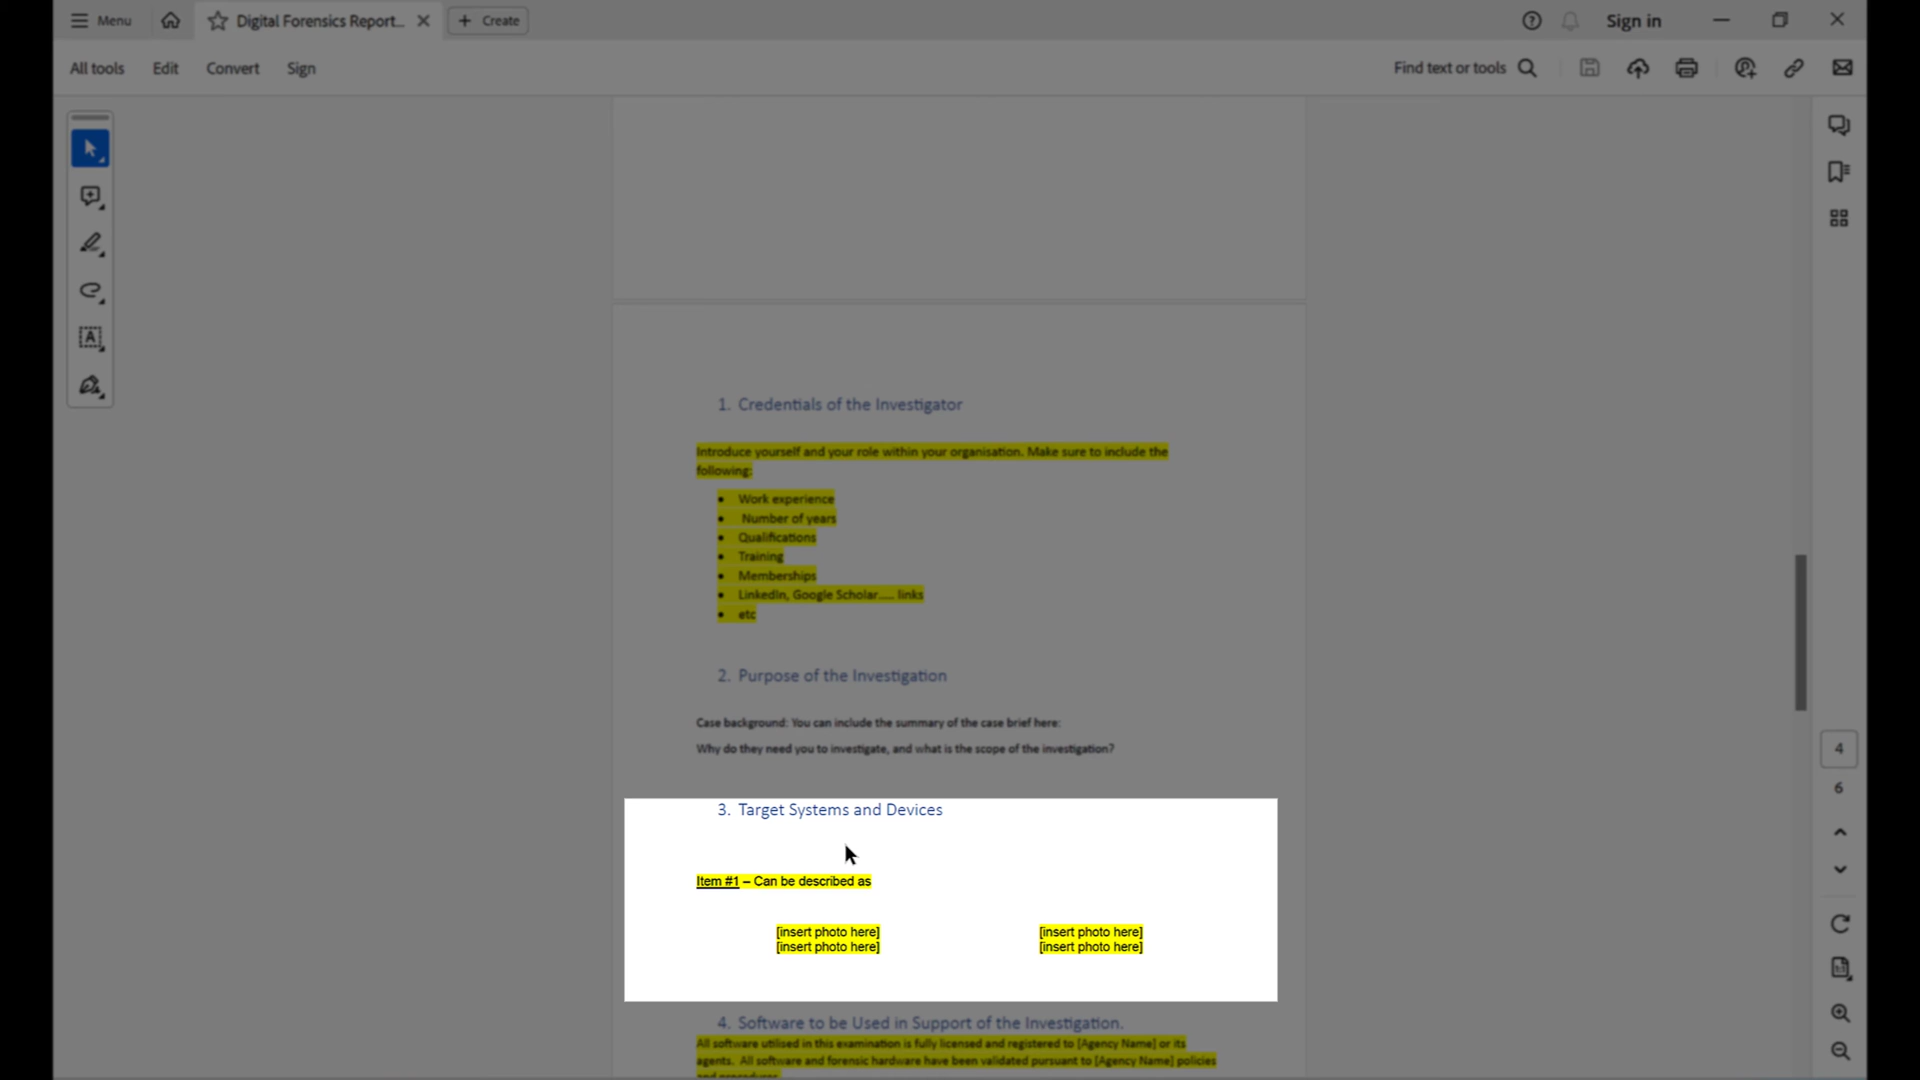 Menu
Digital Forensics Report...
Create
Sign in
All tools
Edit
Convert
Sign
Find text or tools
1. Credentials of the Investigator
Introduce yourself and your role within your organisation. Make sure to include the
following:
• Work experience
• Number of years
• Qualifications
• Training
• Memberships
• LinkedIn, Google Scholar..... links
• etc
2. Purpose of the Investigation
Case background: You can include the summary of the case brief here:
Why do they need you to investigate, and what is the scope of the investigation?
3. Target Systems and Devices
Item #1 – Can be described as
[insert photo here] [insert photo here]
[insert photo here] [insert photo here]
4. Software to be Used in Support of the Investigation.
All software utilised in this examination is fully licensed and registered to [Agency Name] or its
agents. All software and forensic hardware have been validated pursuant to [Agency Name] policies
and procedures.
4
6